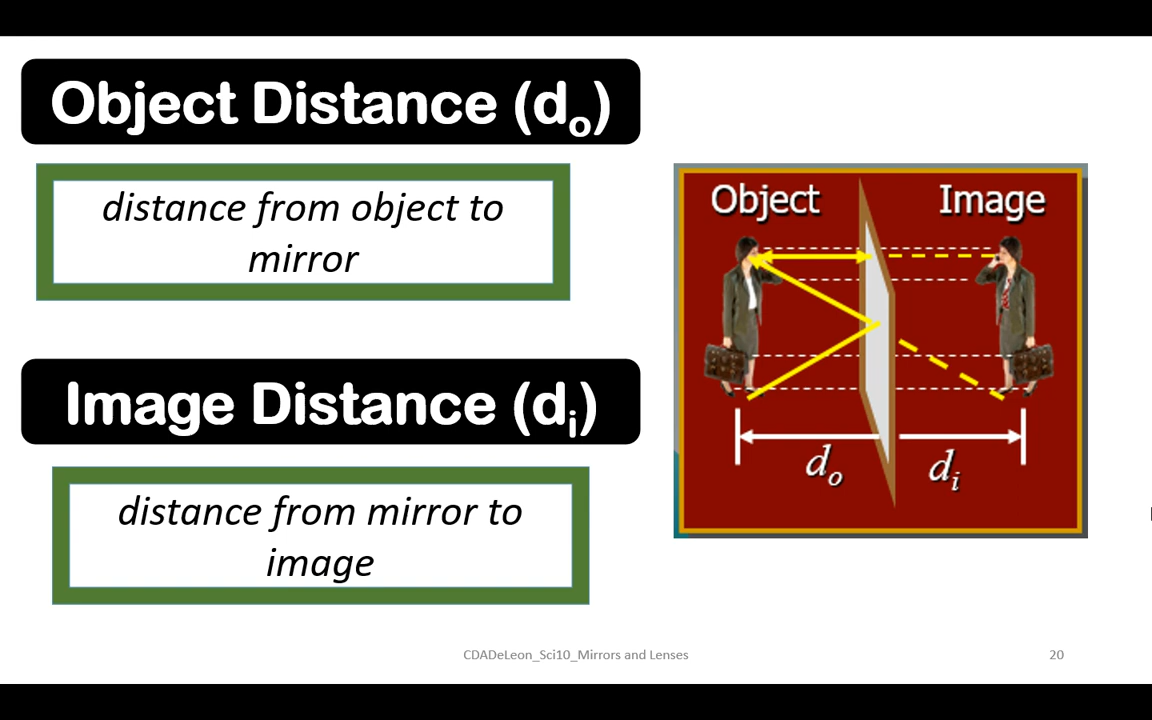 Object Distance (dₒ)
distance from object to
mirror
Image Distance (dᵢ)
distance from mirror to
image
Object Image
dₒ dᵢ
CDADeLeon_Sci10_Mirrors and Lenses 20